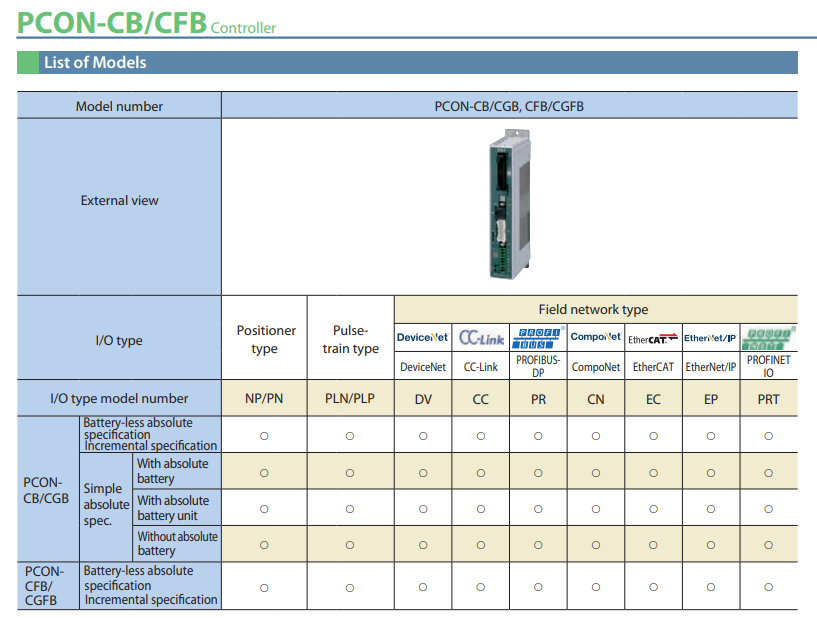 PCON-CB/CFB Controller
List of Models
Model number
PCON-CB/CGB, CFB/CGFB
External view
I/O type
Positioner
type
Pulse-
train type
Field network type
DeviceNet
CC-Link
PROFI
BUS
CompoNet
EtherCAT
EtherNet/IP
PROFI
NET
DeviceNet
CC-Link
PROFIBUS-
DP
CompoNet
EtherCAT
EtherNet/IP
PROFINET
IO
I/O type model number
NP/PN
PLN/PLP
DV
CC
PR
CN
EC
EP
PRT
PCON-
CB/CGB
Battery-less absolute
specification
Incremental specification
○ ○ ○ ○ ○ ○ ○ ○ ○
Simple
absolute
spec.
With absolute
battery
○ ○ ○ ○ ○ ○ ○ ○ ○
With absolute
battery unit
○ ○ ○ ○ ○ ○ ○ ○ ○
Without absolute
battery
○ ○ ○ ○ ○ ○ ○ ○ ○
PCON-
CFB/
CGFB
Battery-less absolute
specification
Incremental specification
○ ○ ○ ○ ○ ○ ○ ○ ○